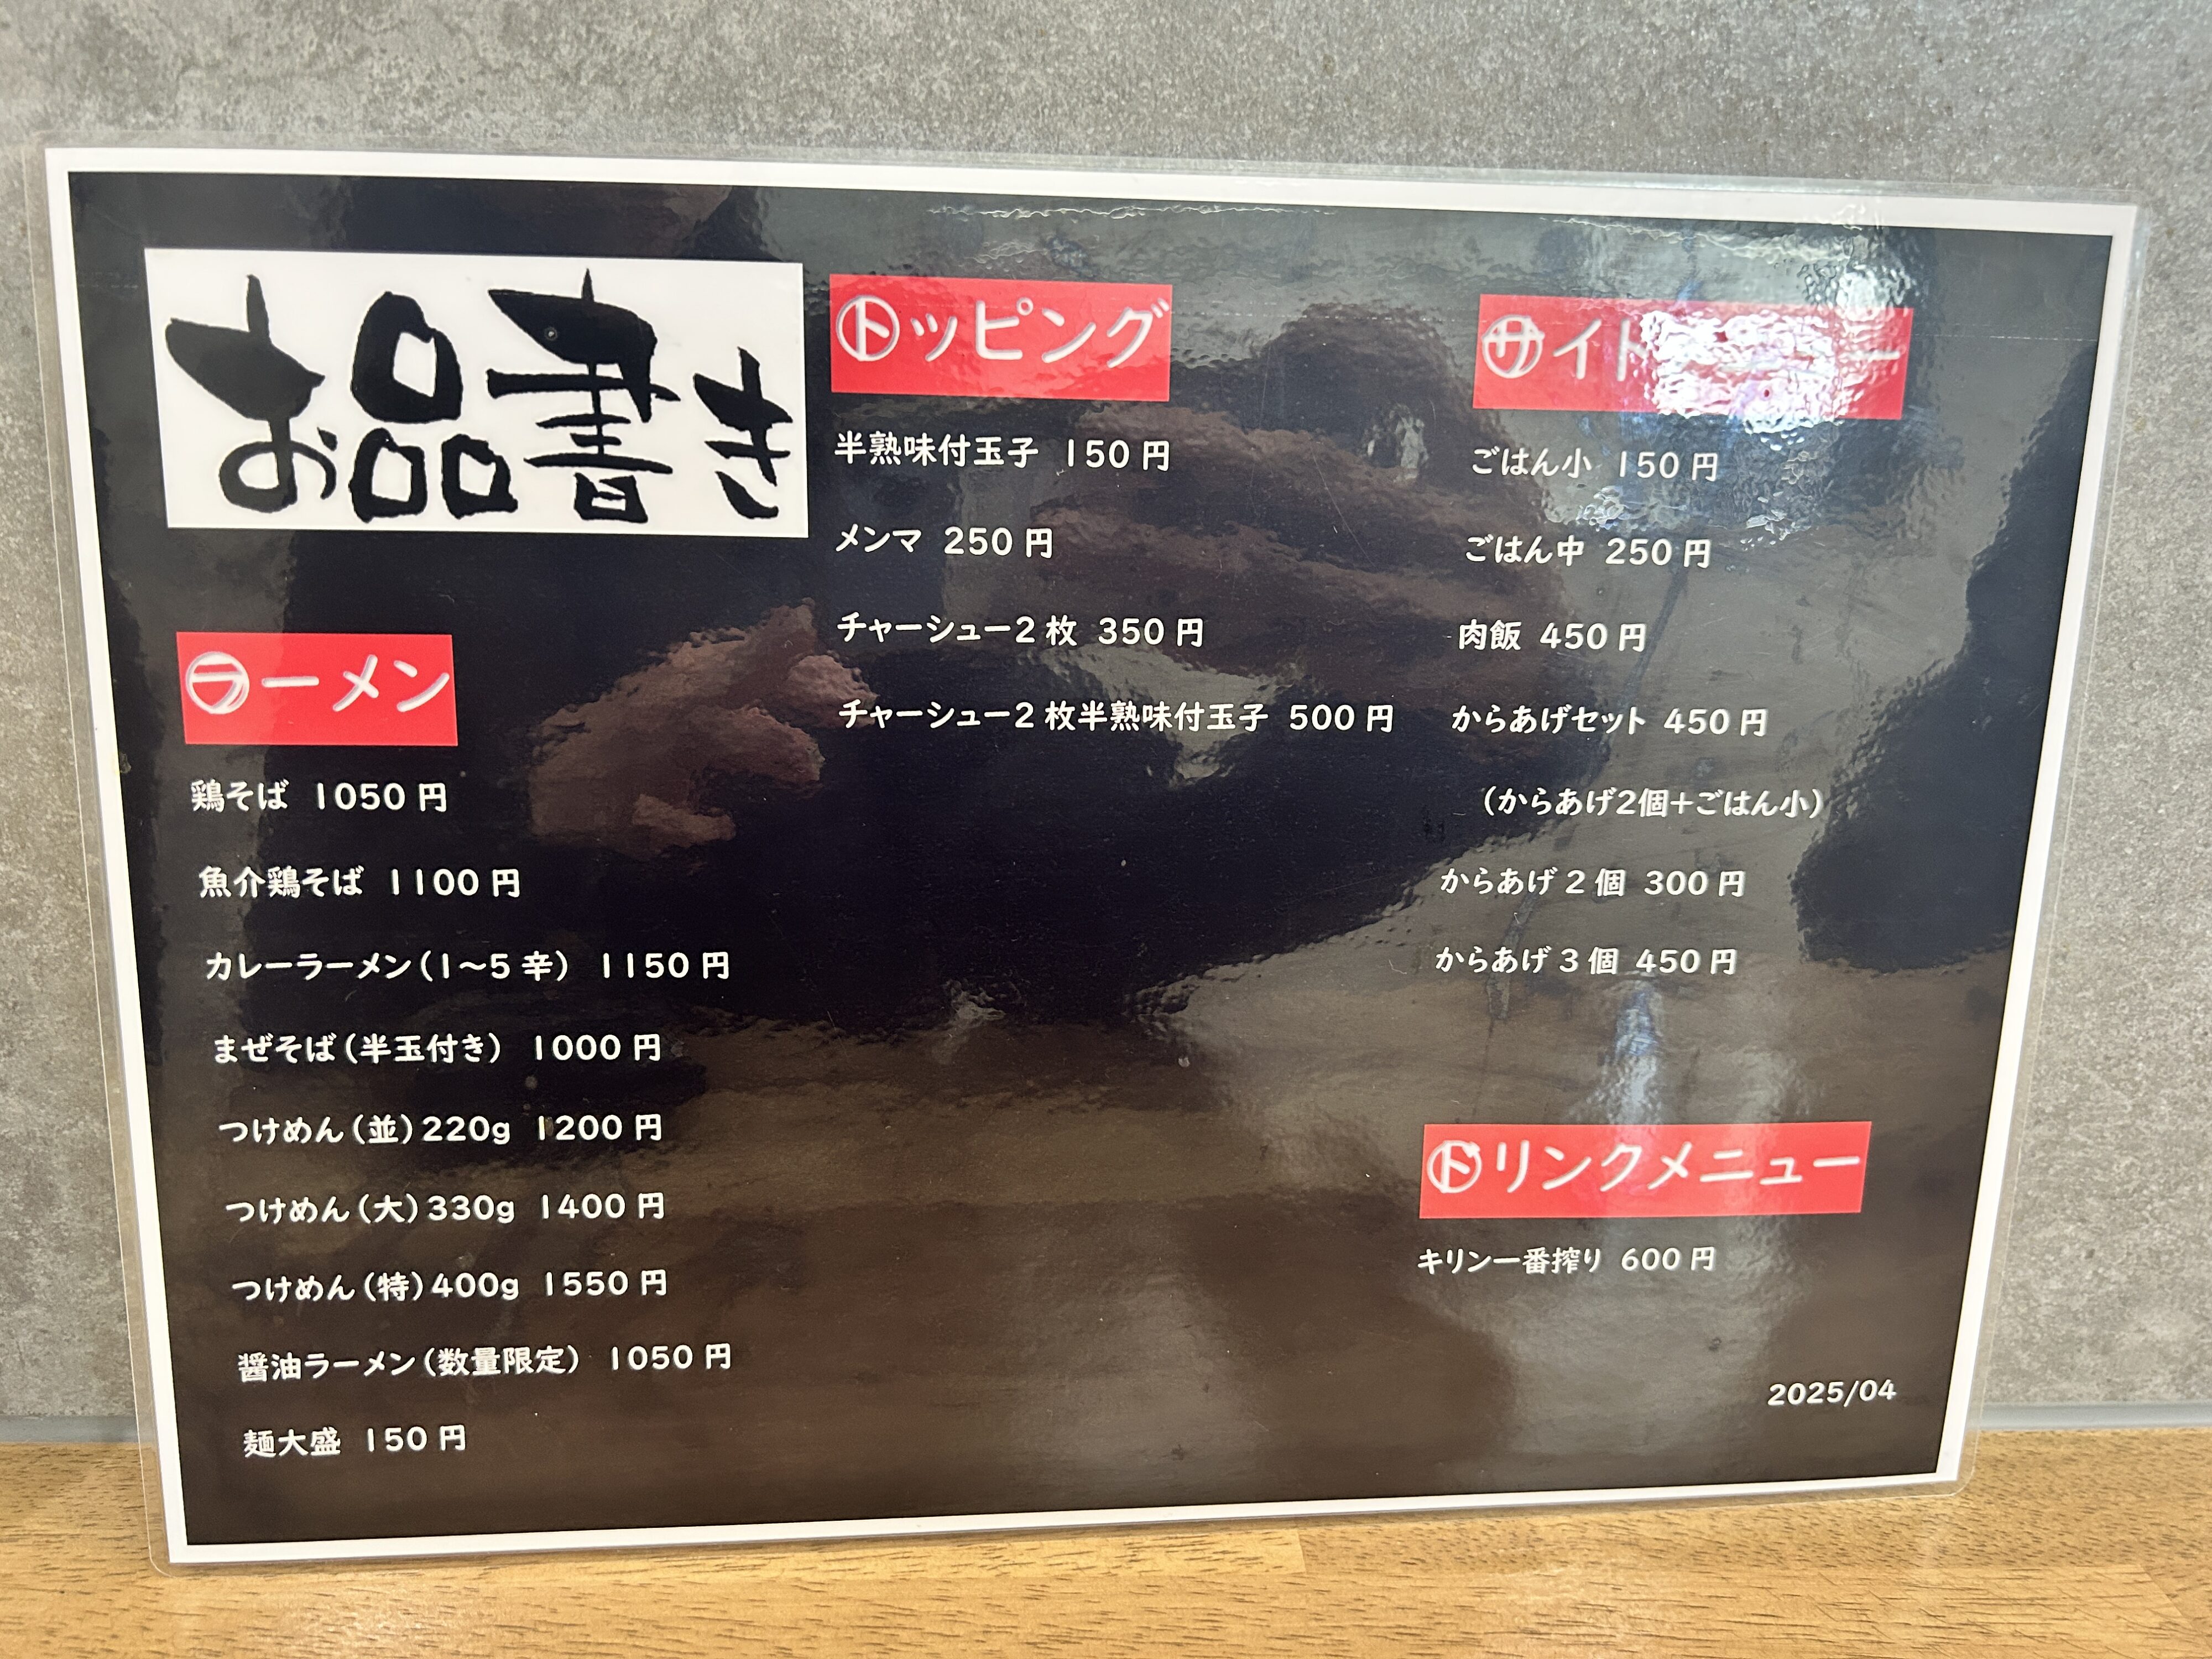 お品書き
ラーメン
鶏そば 1050円
魚介鶏そば 1100円
カレーラーメン(1～5辛) 1150円
まぜそば(半玉付き) 1000円
つけめん(並)220g 1200円
つけめん(大)330g 1400円
つけめん(特)400g 1550円
醤油ラーメン(数量限定) 1050円
麺大盛 150円
トッピング
半熟味付玉子 150円
メンマ 250円
チャーシュー2枚 350円
チャーシュー2枚半熟味付玉子 500円
サイドメニュー
ごはん小 150円
ごはん中 250円
肉飯 450円
からあげセット 450円
(からあげ2個+ごはん小)
からあげ2個 300円
からあげ3個 450円
ドリンクメニュー
キリン一番搾り 600円
2025/04